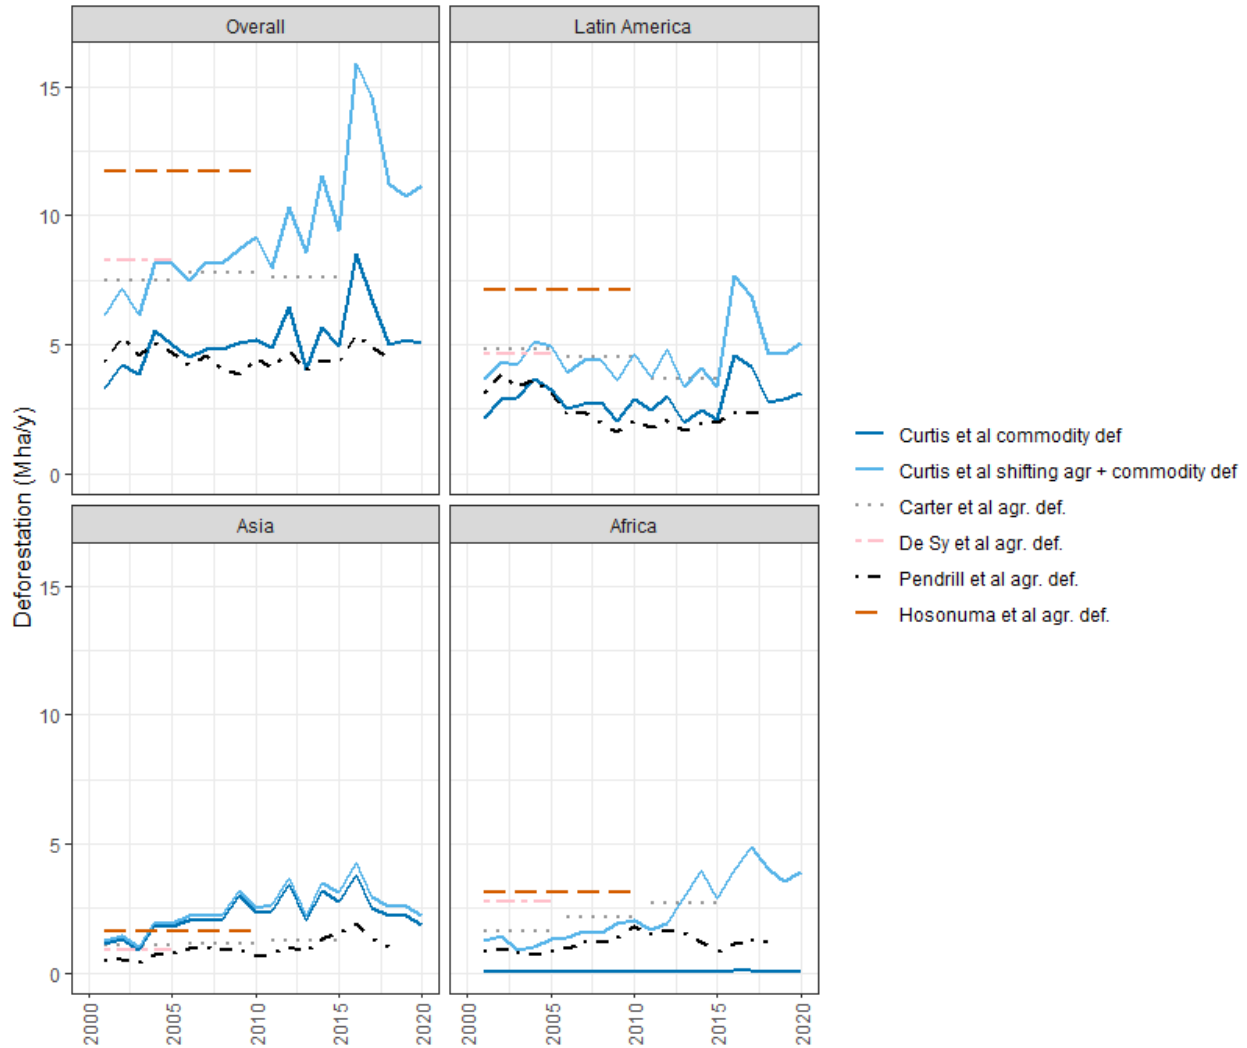 Overall
Latin America
15
10
5
0
Deforestation (Mha/y)
Asia
Africa
15
10
5
0
2000
2005
2010
2015
2020
2000
2005
2010
2015
2020
Curtis et al commodity def
Curtis et al shifting agr + commodity def
Carter et al agr. def.
De Sy et al agr. def.
Pendrill et al agr. def.
Hosonuma et al agr. def.